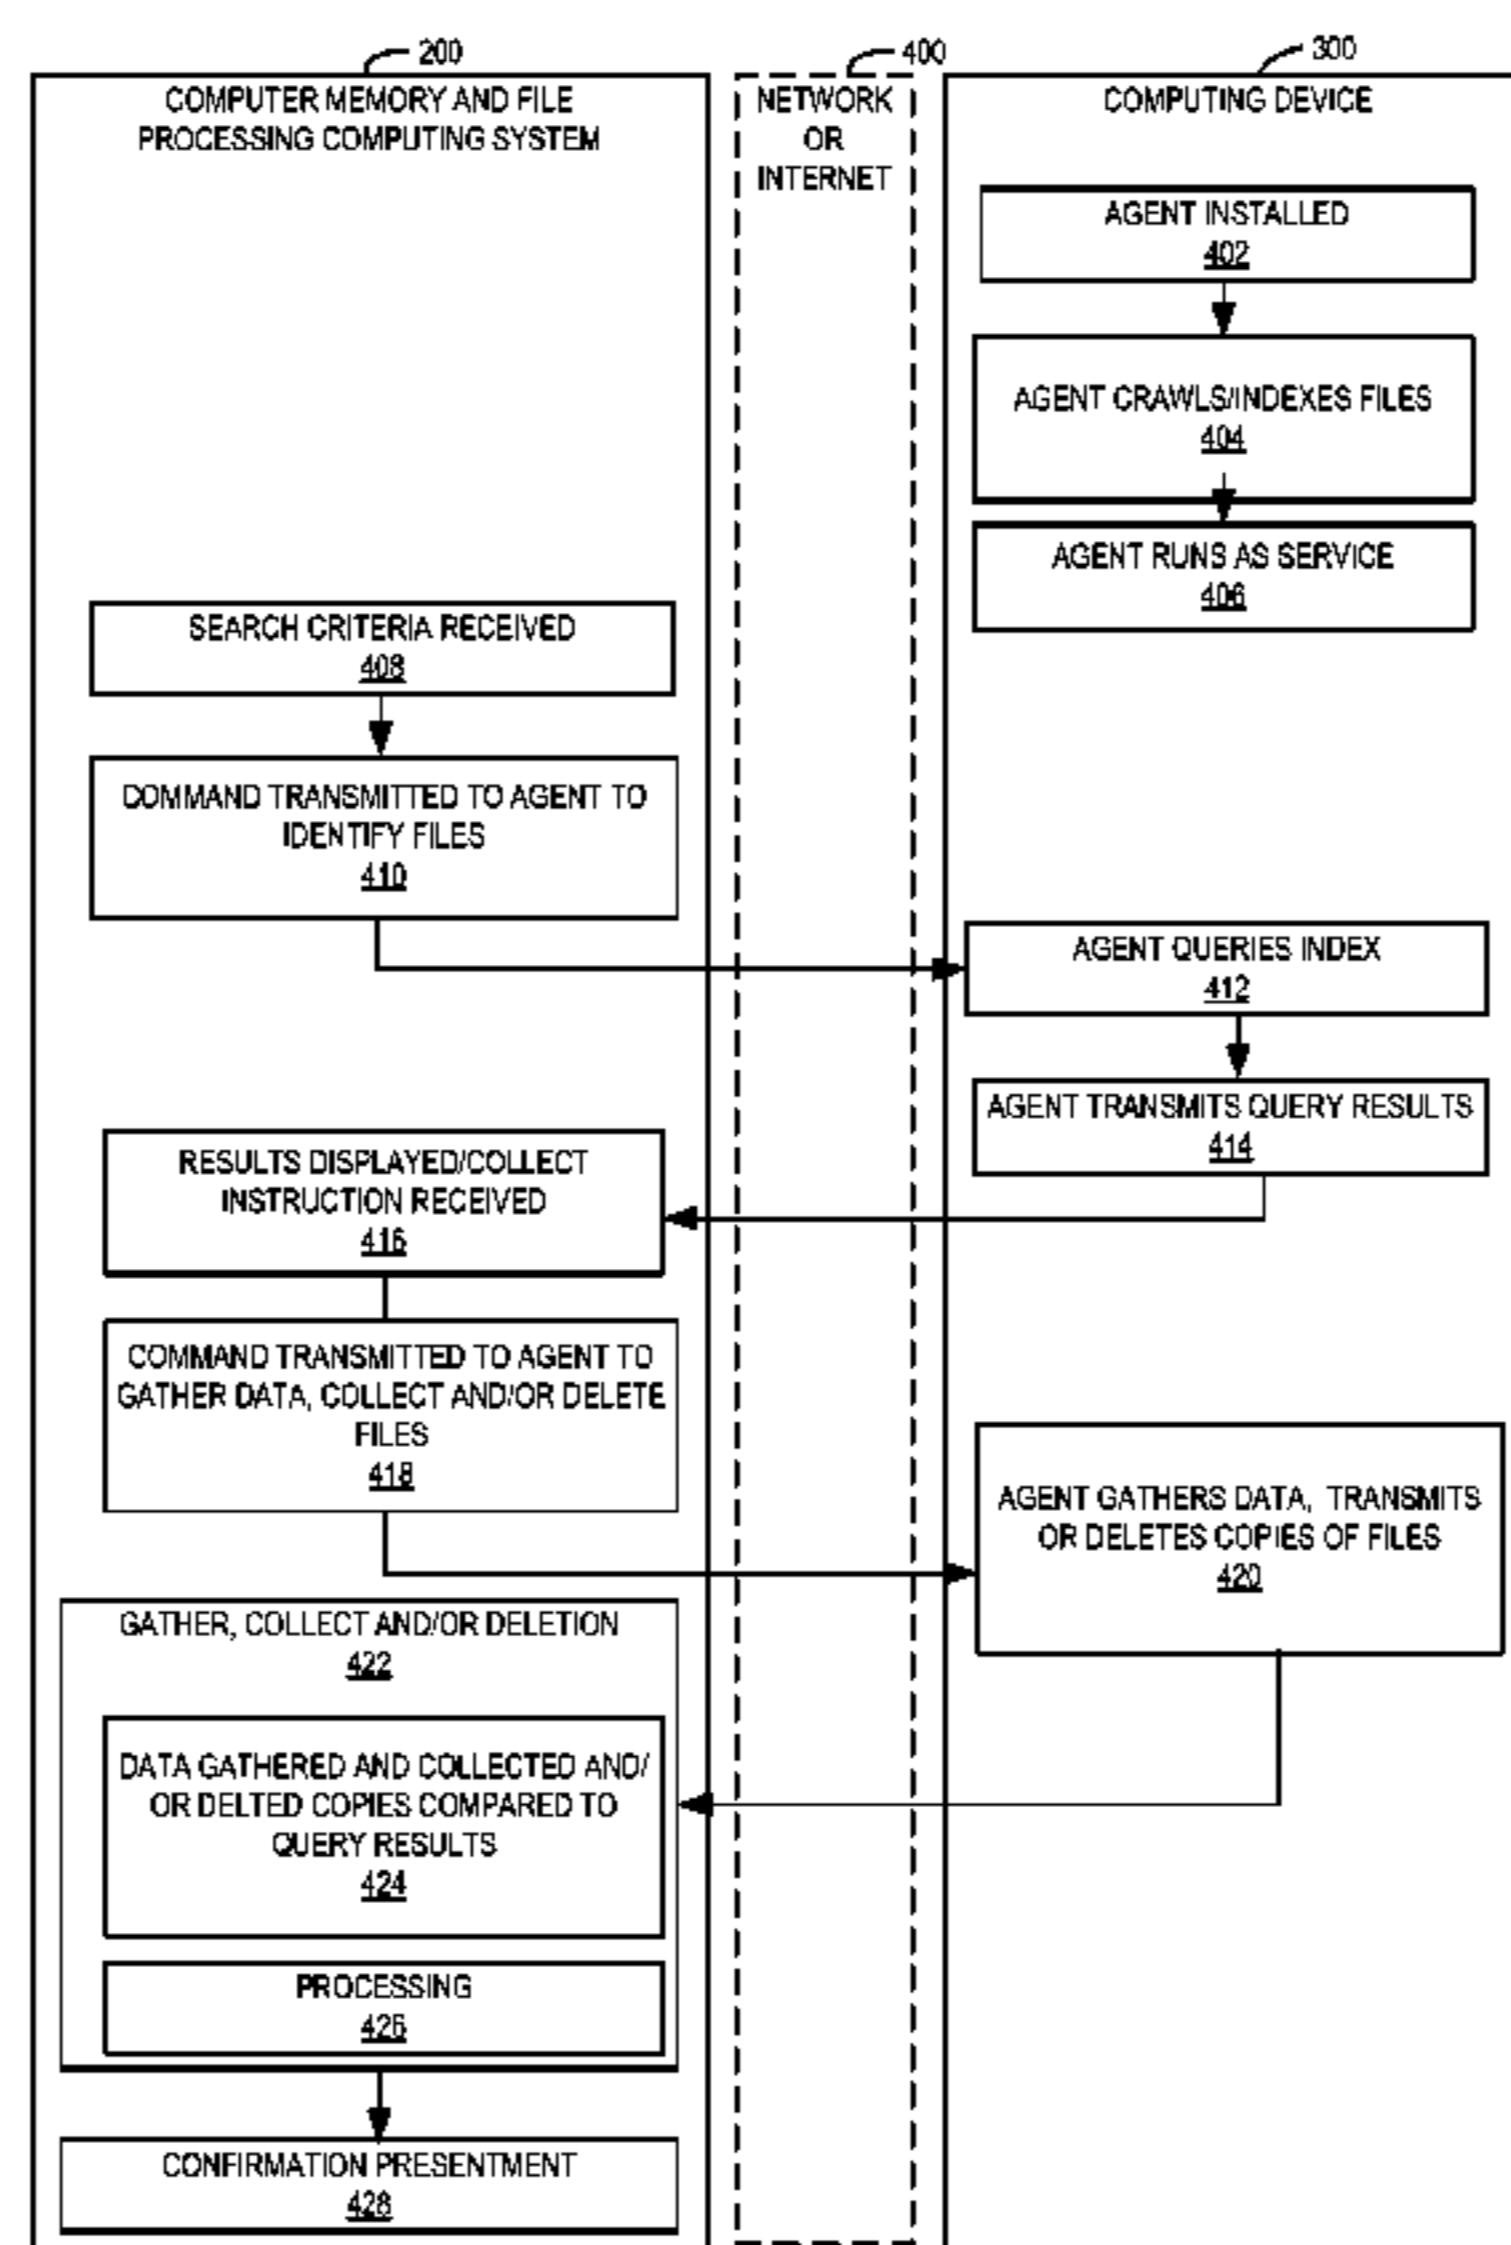 200
400
300
COMPUTER MEMORY AND FILE
PROCESSING COMPUTING SYSTEM
NETWORK
OR
INTERNET
COMPUTING DEVICE
AGENT INSTALLED
402
AGENT CRAWLS/INDEXES FILES
404
AGENT RUNS AS SERVICE
406
SEARCH CRITERIA RECEIVED
408
COMMAND TRANSMITTED TO AGENT TO
IDENTIFY FILES
410
AGENT QUERIES INDEX
412
AGENT TRANSMITS QUERY RESULTS
414
RESULTS DISPLAYED/COLLECT
INSTRUCTION RECEIVED
416
COMMAND TRANSMITTED TO AGENT TO
GATHER DATA, COLLECT AND/OR DELETE
FILES
418
AGENT GATHERS DATA, TRANSMITS
OR DELETES COPIES OF FILES
420
GATHER, COLLECT AND/OR DELETION
422
DATA GATHERED AND COLLECTED AND/
OR DELTED COPIES COMPARED TO
QUERY RESULTS
424
PROCESSING
426
CONFIRMATION PRESENTMENT
428